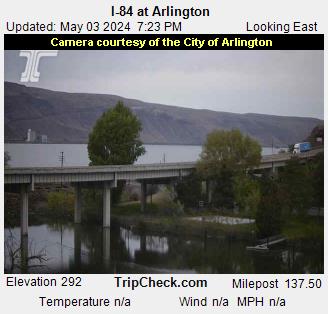 I-84 at Arlington
Updated: May 03 2024 7:23 PM Looking East
Camera courtesy of the City of Arlington
Elevation 292 TripCheck.com Milepost 137.50
Temperature n/a Wind n/a MPH n/a